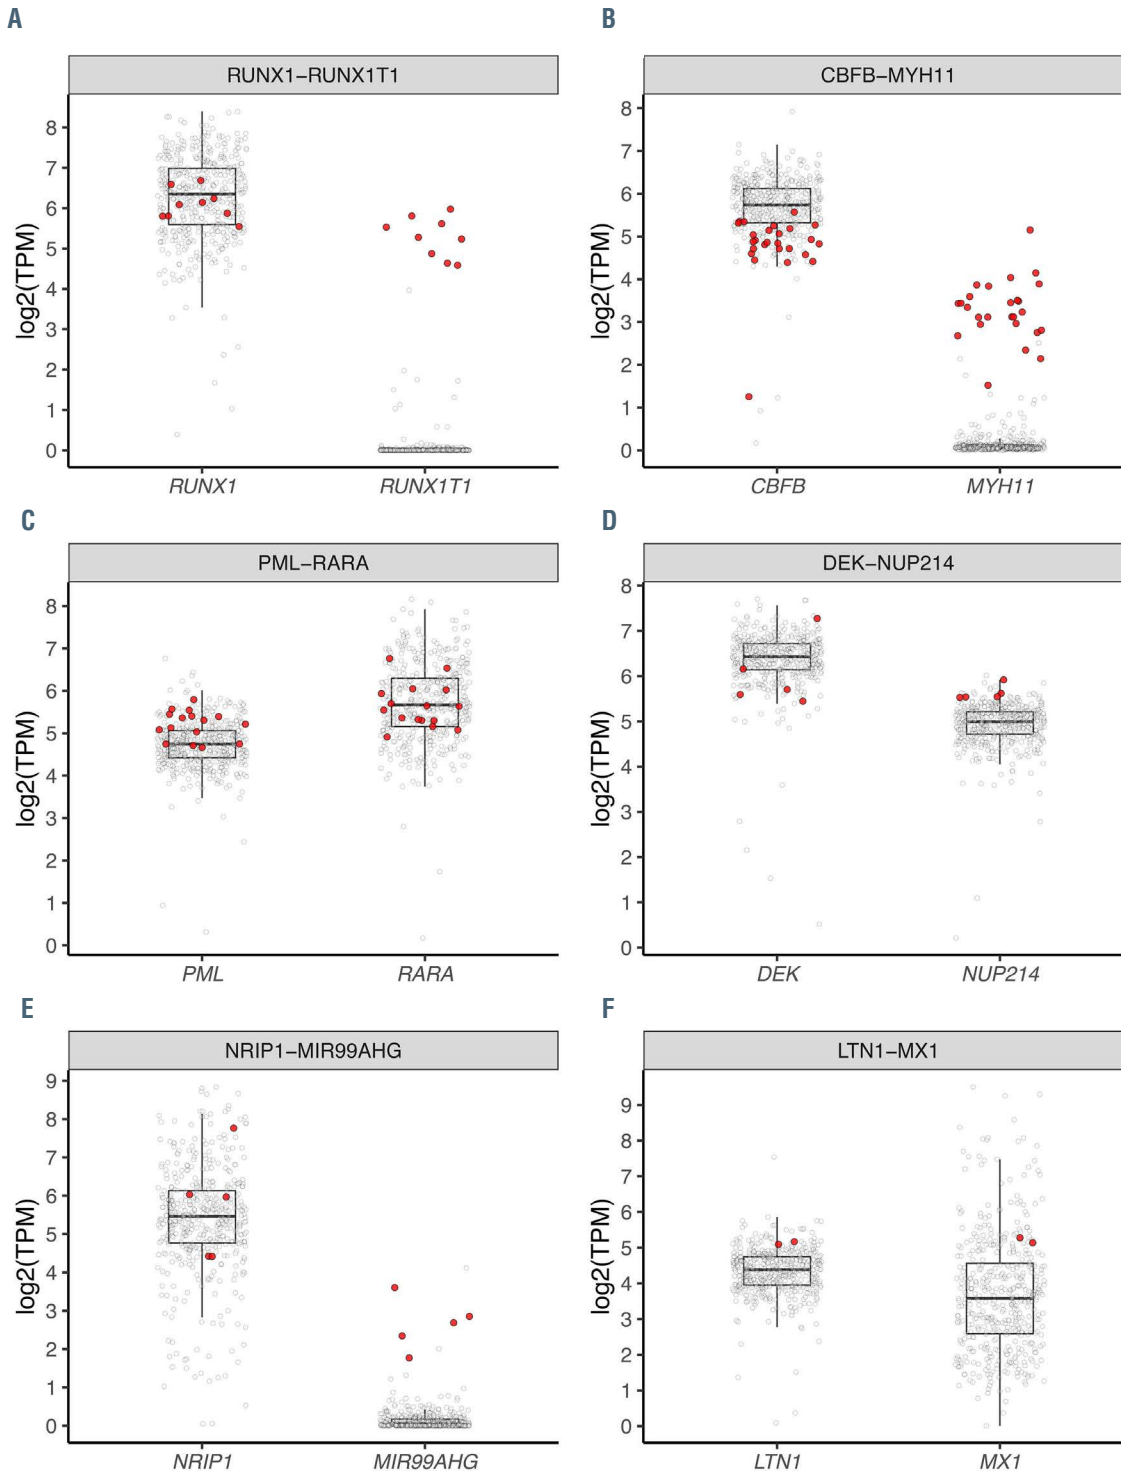 A
B
RUNX1–RUNX1T1
CBFB–MYH11
log2(TPM)
8
7
6
5
4
3
2
1
0
RUNX1
RUNX1T1
log2(TPM)
8
7
6
5
4
3
2
1
0
CBFB
MYH11
C
D
PML–RARA
DEK–NUP214
log2(TPM)
8
7
6
5
4
3
2
1
0
PML
RARA
log2(TPM)
8
7
6
5
4
3
2
1
0
DEK
NUP214
E
F
NRIP1–MIR99AHG
LTN1–MX1
log2(TPM)
9
8
7
6
5
4
3
2
1
0
NRIP1
MIR99AHG
log2(TPM)
9
8
7
6
5
4
3
2
1
0
LTN1
MX1